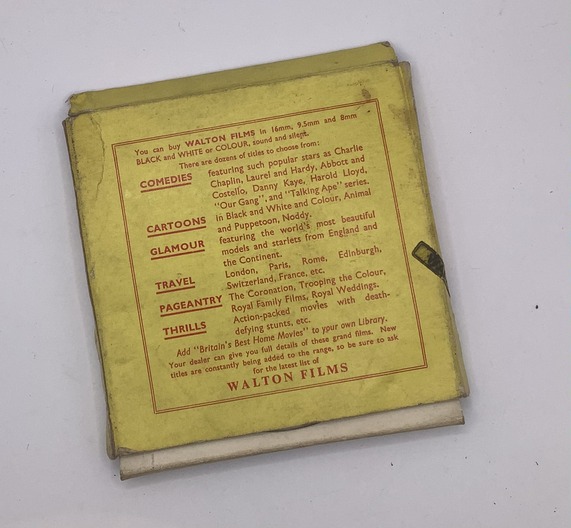 You can buy WALTON FILMS in 16mm, 9.5mm and 8mm
BLACK and WHITE or COLOUR, sound and silent.
There are dozens of titles to choose from:
COMEDIES featuring such popular stars as Charlie
Chaplin, Laurel and Hardy, Abbott and
Costello, Danny Kaye, Harold Lloyd,
"Our Gang", and "Talking Ape" series.
CARTOONS in Black and White and Colour, Animal
and Puppetoon, Noddy.
GLAMOUR featuring the world's most beautiful
models and starlets from England and
the Continent.
TRAVEL London, Paris, Rome, Edinburgh,
Switzerland, France, etc.
PAGEANTRY The Coronation, Trooping the Colour,
Royal Family Films, Royal Weddings.
THRILLS Action-packed movies with death-
defying stunts, etc.
Add "Britain's Best Home Movies" to your own Library.
Your dealer can give you full details of these grand films. New
titles are constantly being added to the range, so be sure to ask
for the latest list of
WALTON FILMS